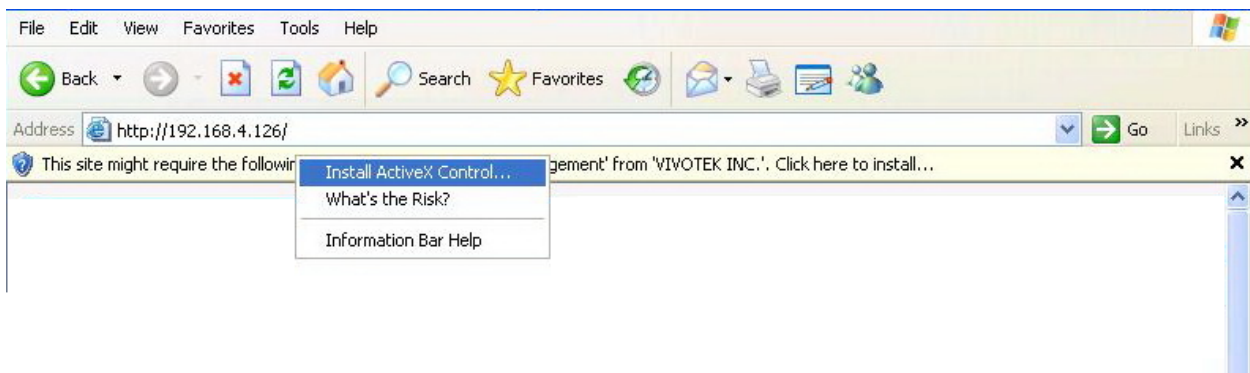 File Edit View Favorites Tools Help
Back Search Favorites
Address http://192.168.4.126/ Go Links »
This site might require the followin gement' from 'VIVOTEK INC.'. Click here to install...
Install ActiveX Control...
What's the Risk?
Information Bar Help